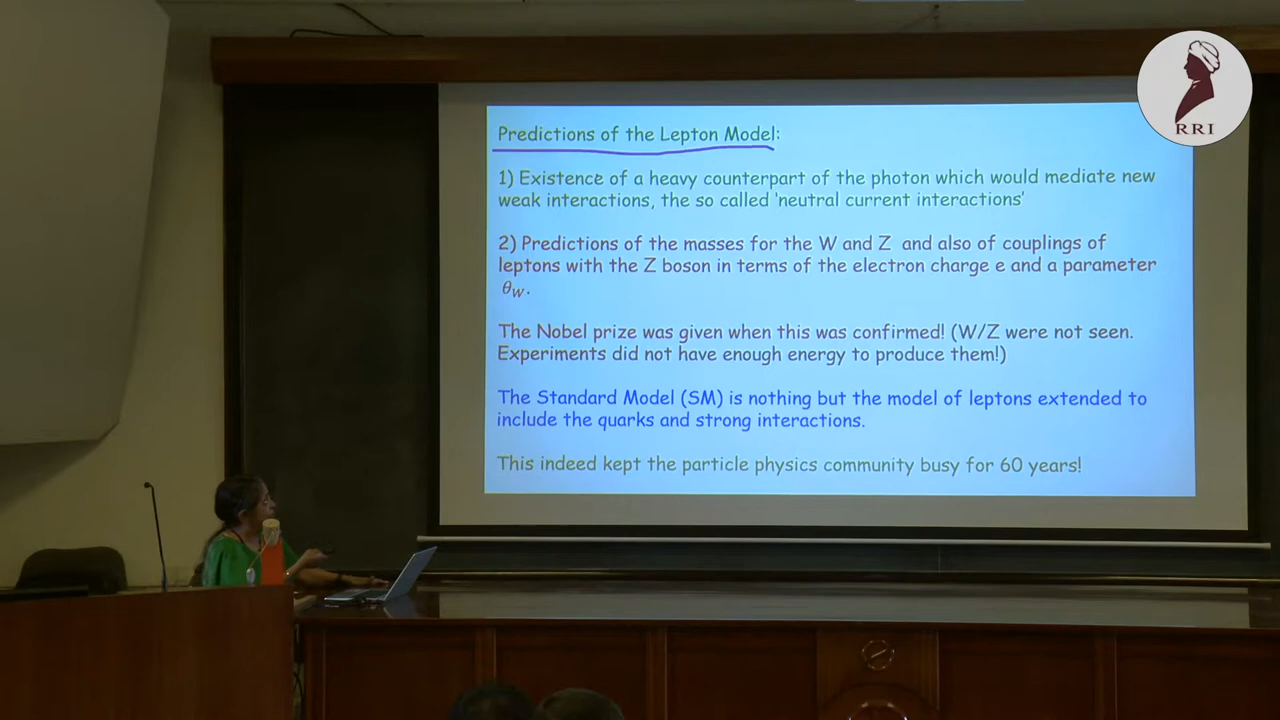 Predictions of the Lepton Model:
1) Existence of a heavy counterpart of the photon which would mediate new
weak interactions, the so called 'neutral current interactions'
2) Predictions of the masses for the W and Z and also of couplings of
leptons with the Z boson in terms of the electron charge e and a parameter
θW.
The Nobel prize was given when this was confirmed! (W/Z were not seen.
Experiments did not have enough energy to produce them!)
The Standard Model (SM) is nothing but the model of leptons extended to
include the quarks and strong interactions.
This indeed kept the particle physics community busy for 60 years!
RRI